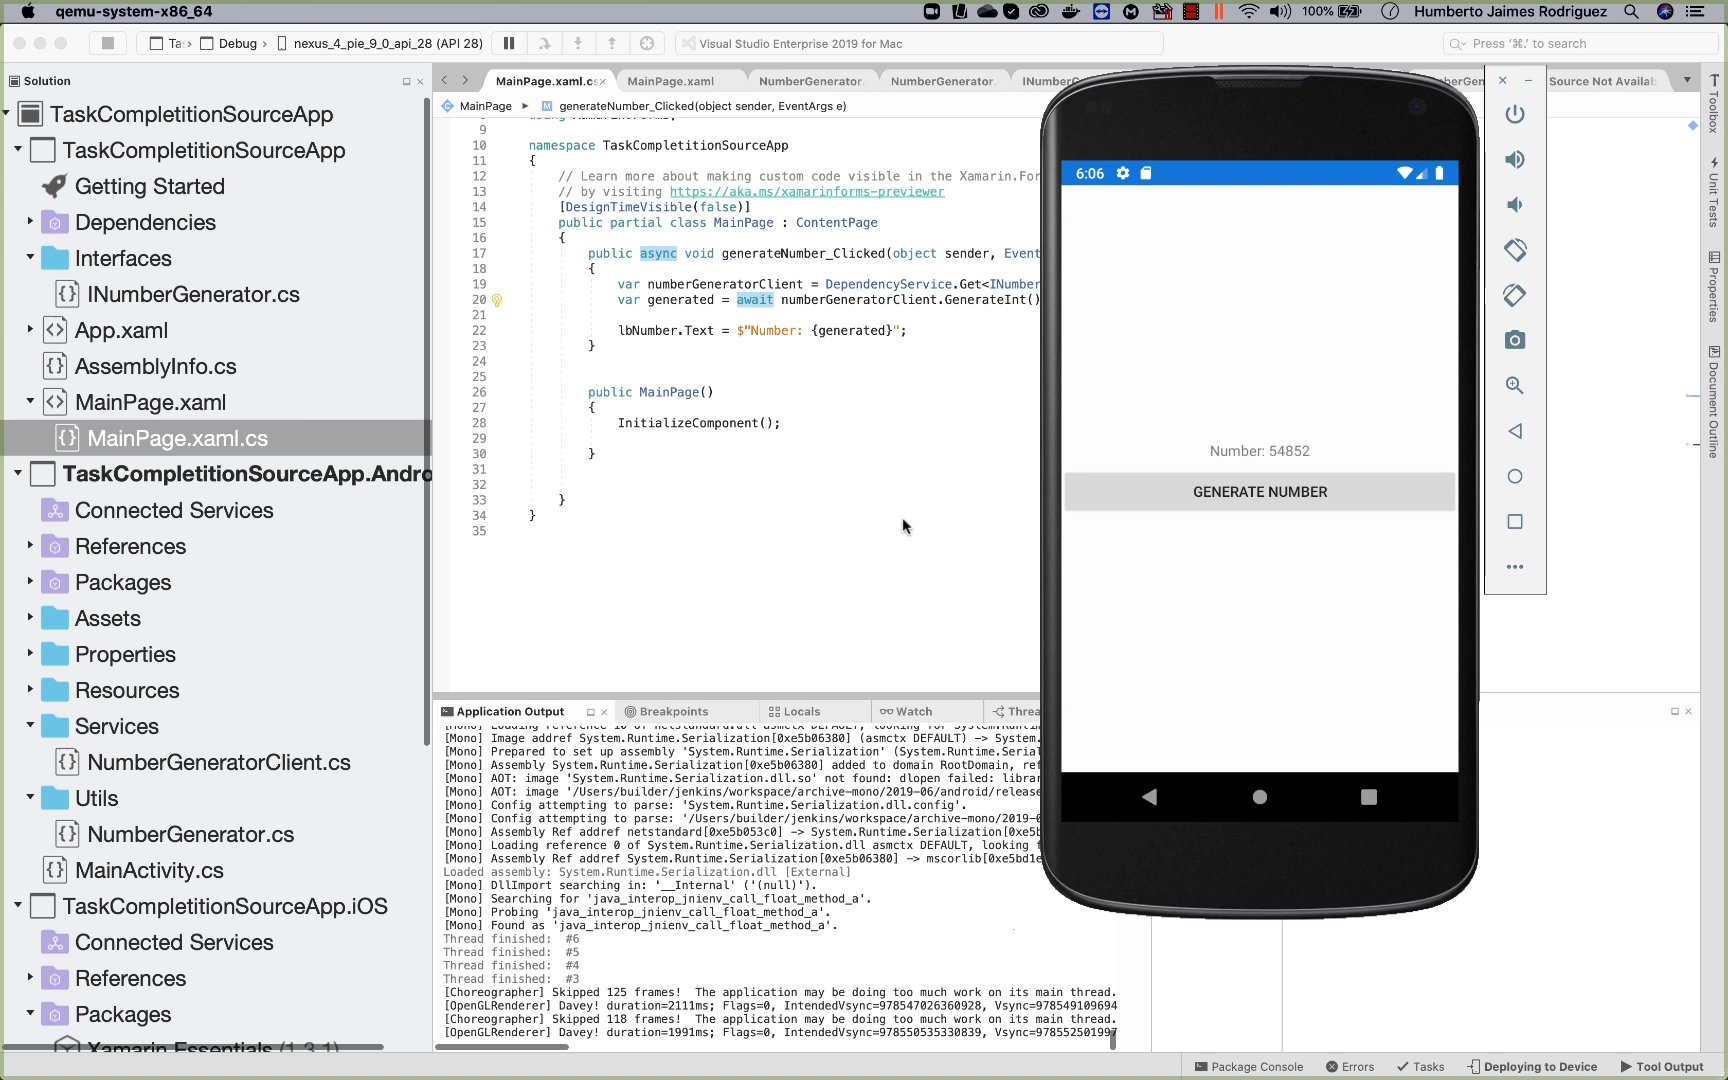 qemu-system-x86_64
100%
Humberto Jaimes Rodriguez
Ta
Debug
nexus_4_pie_9_0_api_28 (API 28)
Visual Studio Enterprise 2019 for Mac
Press '⌘.' to search
Solution
MainPage.xaml.cs
MainPage.xaml
NumberGenerator
NumberGenerator.
INumberG
berGen
Source Not Availab
MainPage
generateNumber_Clicked(object sender, EventArgs e)
TaskCompletitionSourceApp
TaskCompletitionSourceApp
Getting Started
Dependencies
Interfaces
INumberGenerator.cs
App.xaml
AssemblyInfo.cs
MainPage.xaml
MainPage.xaml.cs
TaskCompletitionSourceApp.Andro
Connected Services
References
Packages
Assets
Properties
Resources
Services
NumberGeneratorClient.cs
Utils
NumberGenerator.cs
MainActivity.cs
TaskCompletitionSourceApp.iOS
Connected Services
References
Packages
Xamarin.Essentials (1.3.1)
9
10 namespace TaskCompletitionSourceApp
11 {
12 // Learn more about making custom code visible in the Xamarin.For
13 // by visiting https://aka.ms/xamarinforms-previewer
14 [DesignTimeVisible(false)]
15 public partial class MainPage : ContentPage
16 {
17 public async void generateNumber_Clicked(object sender, Event
18 {
19 var numberGeneratorClient = DependencyService.Get<INumber
20 var generated = await numberGeneratorClient.GenerateInt()
21
22 lbNumber.Text = $"Number: {generated}";
23 }
24
25
26 public MainPage()
27 {
28 InitializeComponent();
29
30 }
31
32
33 }
34 }
35
6:06
Number: 54852
GENERATE NUMBER
Toolbox
Unit Tests
Properties
Document Outline
Application Output
Breakpoints
Locals
Watch
Threa
[Mono] Image addref System.Runtime.Serialization[0xe5b06380] (asmctx DEFAULT) -> System.
[Mono] Prepared to set up assembly 'System.Runtime.Serialization' (System.Runtime.Serial
[Mono] Assembly System.Runtime.Serialization[0xe5b06380] added to domain RootDomain, ref
[Mono] AOT: image 'System.Runtime.Serialization.dll.so' not found: dlopen failed: librar
[Mono] AOT: image '/Users/builder/jenkins/workspace/archive-mono/2019-06/android/release
[Mono] Config attempting to parse: 'System.Runtime.Serialization.dll.config'.
[Mono] Config attempting to parse: '/Users/builder/jenkins/workspace/archive-mono/2019-0
[Mono] Assembly Ref addref netstandard[0xe5b053c0] -> System.Runtime.Serialization[0xe5b
[Mono] Loading reference 0 of System.Runtime.Serialization.dll asmctx DEFAULT, looking f
[Mono] Assembly Ref addref System.Runtime.Serialization[0xe5b06380] -> mscorlib[0xe5bd1e
Loaded assembly: System.Runtime.Serialization.dll [External]
[Mono] DllImport searching in: '__Internal' ('(null)').
[Mono] Searching for 'java_interop_jnienv_call_float_method_a'.
[Mono] Probing 'java_interop_jnienv_call_float_method_a'.
[Mono] Found as 'java_interop_jnienv_call_float_method_a'.
Thread finished: #6
Thread finished: #5
Thread finished: #4
Thread finished: #3
[Choreographer] Skipped 125 frames! The application may be doing too much work on its main thread.
[OpenGLRenderer] Davey! duration=2111ms; Flags=0, IntendedVsync=978547026360928, Vsync=978549109694
[Choreographer] Skipped 118 frames! The application may be doing too much work on its main thread.
[OpenGLRenderer] Davey! duration=1991ms; Flags=0, IntendedVsync=978550535330839, Vsync=978552501997
Package Console
Errors
Tasks
Deploying to Device
Tool Output